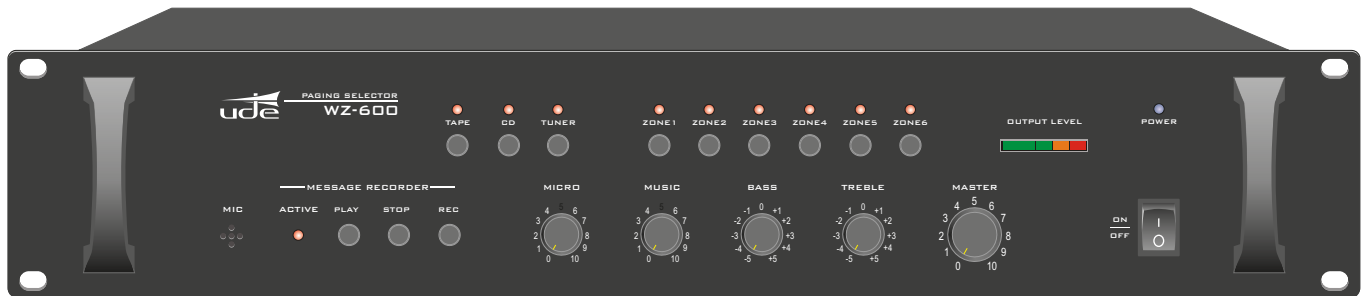 ude PAGING SELECTOR
WZ-600
TAPE CD TUNER ZONE1 ZONE2 ZONE3 ZONE4 ZONE5 ZONE6 OUTPUT LEVEL POWER
MESSAGE RECORDER
MIC ACTIVE PLAY STOP REC
MICRO MUSIC BASS TREBLE MASTER
0 1 2 3 4 5 6 7 8 9 10
0 1 2 3 4 5 6 7 8 9 10
-5 -4 -3 -2 -1 0 +1 +2 +3 +4 +5
-5 -4 -3 -2 -1 0 +1 +2 +3 +4 +5
0 1 2 3 4 5 6 7 8 9 10
ON
OFF
I
O